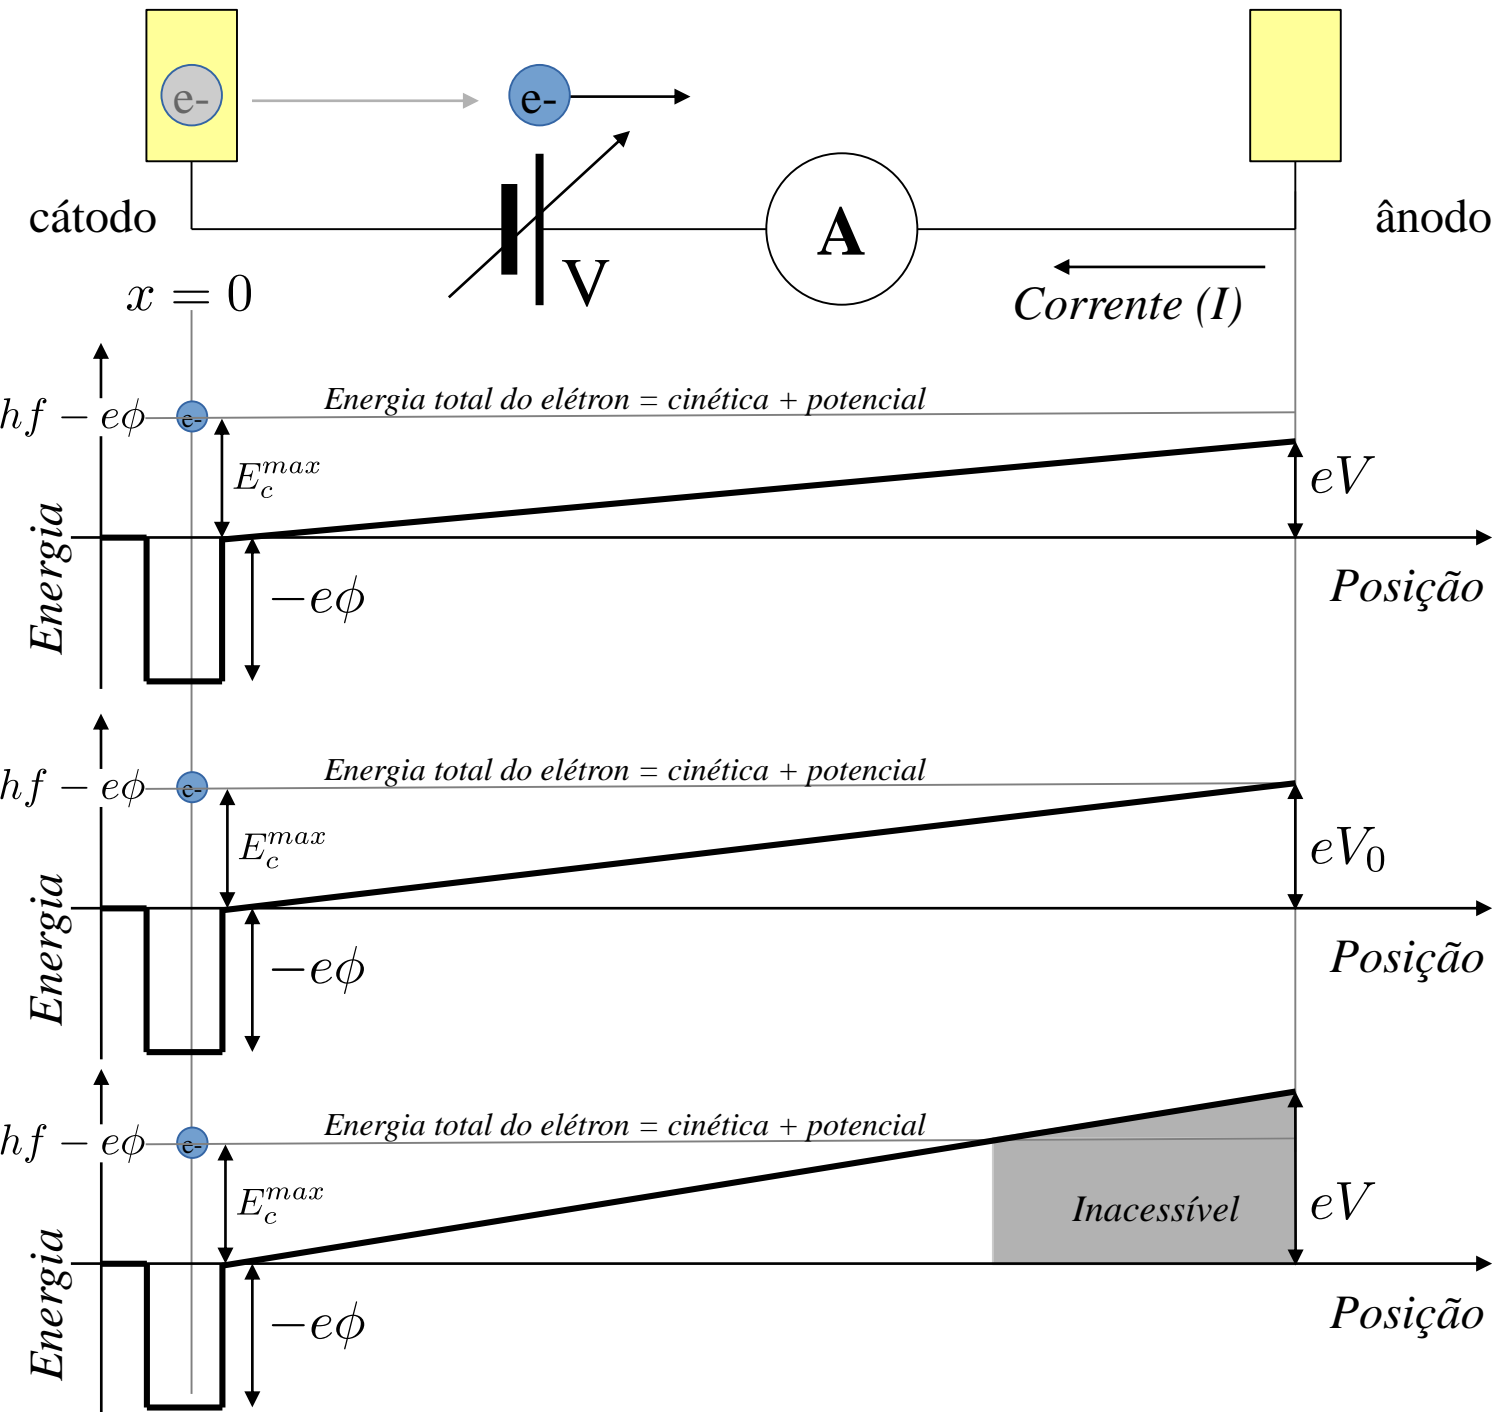 e-
e-
cátodo
ânodo
A
V
x = 0
Corrente (I)
hf − eϕ
e-
Energia total do elétron = cinética + potencial
E_c^{max}
eV
Energia
−eϕ
Posição
hf − eϕ
e-
Energia total do elétron = cinética + potencial
E_c^{max}
eV_0
Energia
−eϕ
Posição
hf − eϕ
e-
Energia total do elétron = cinética + potencial
E_c^{max}
Inacessível
eV
Energia
−eϕ
Posição